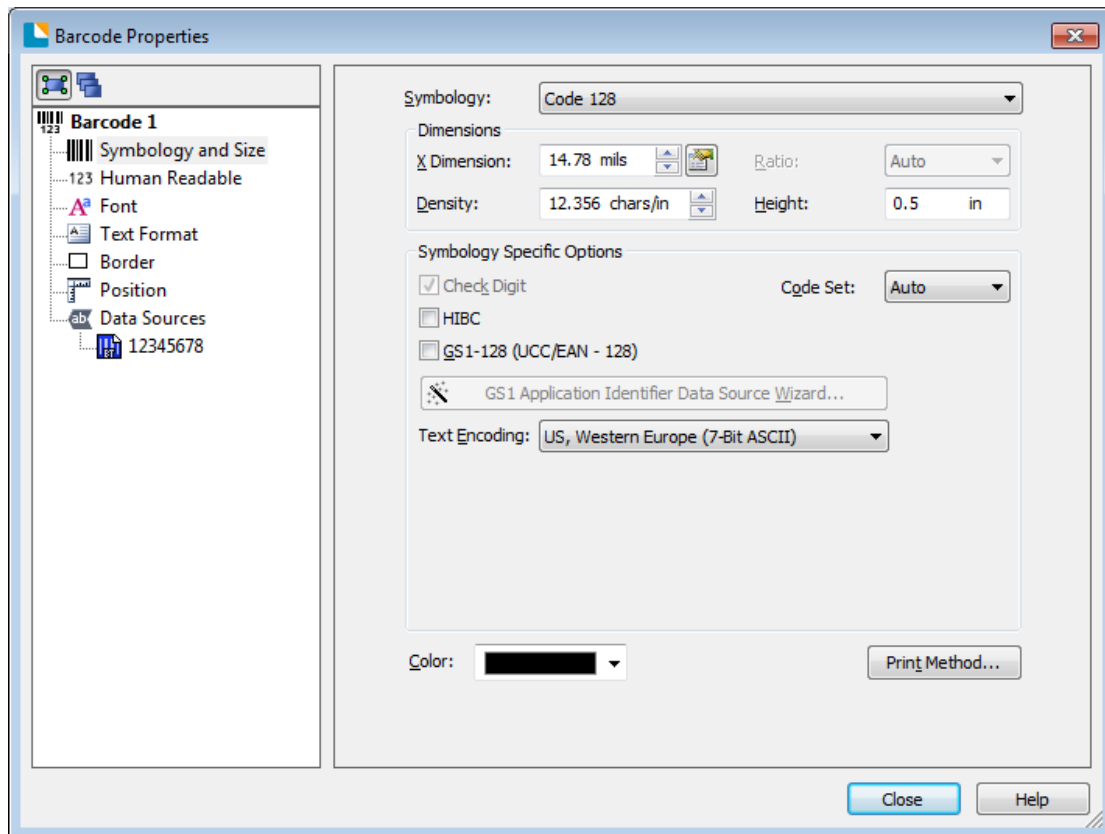 Barcode Properties
Barcode 1
Symbology and Size
123 Human Readable
Font
Text Format
Border
Position
Data Sources
12345678
Symbology: Code 128
Dimensions
X Dimension: 14.78 mils Ratio: Auto
Density: 12.356 chars/in Height: 0.5 in
Symbology Specific Options
Check Digit Code Set: Auto
HIBC
GS1-128 (UCC/EAN - 128)
GS1 Application Identifier Data Source Wizard...
Text Encoding: US, Western Europe (7-Bit ASCII)
Color: Print Method...
Close Help